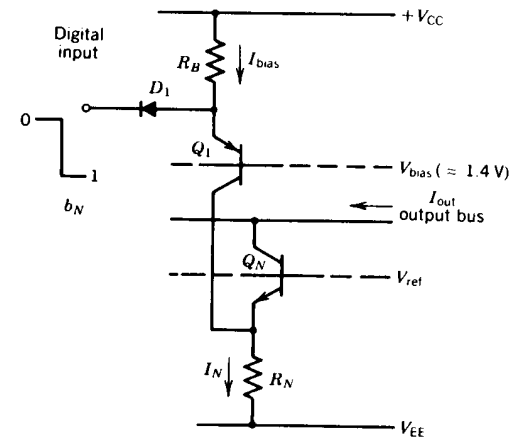 +V_CC
Digital
input
R_B
I_bias
D_1
0
1
b_N
Q_1
V_bias (≃ 1.4 V)
I_out
output bus
Q_N
V_ref
I_N
R_N
V_EE